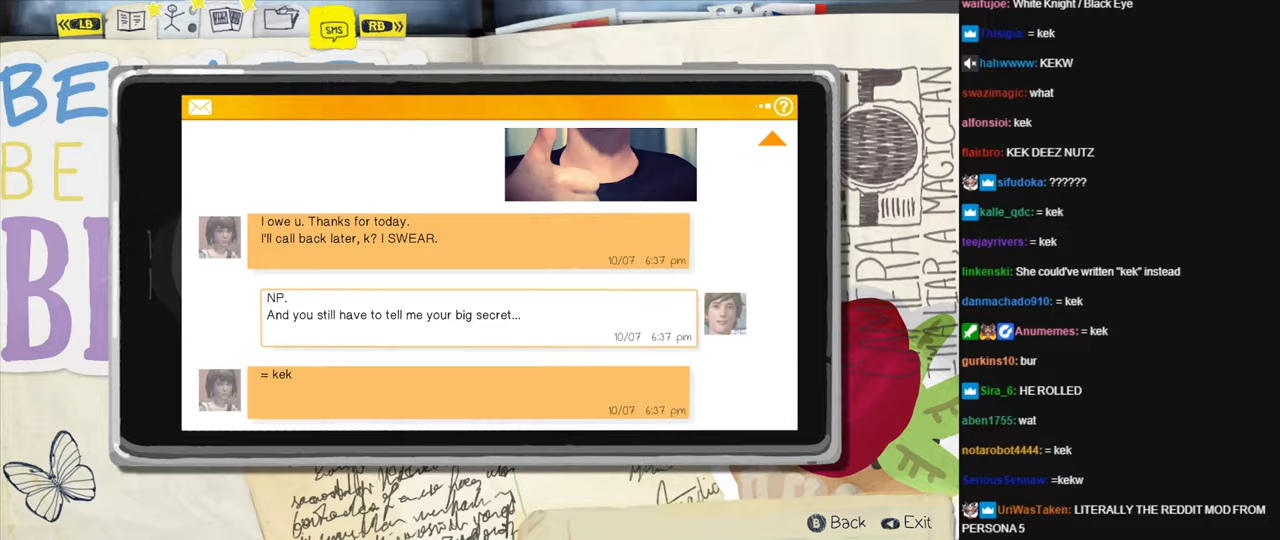 LB
SMS
RB
BE
BE
I owe u. Thanks for today.
I'll call back later, k? I SWEAR.
10/07 6:37 pm
NP.
And you still have to tell me your big secret...
10/07 6:37 pm
= kek
10/07 6:37 pm
Back
Exit
waifujoe: White Knight / Black Eye
Thisigia: = kek
hahwwww: KEKW
swazimagic: what
alfonsioi: kek
flairbro: KEK DEEZ NUTZ
sifudoka: ??????
kalle_qdc: = kek
teejayrivers: = kek
linkenski: She could've written "kek" instead
danmachado910: = kek
Anumemes: = kek
gurkins10: bur
Sira_6: HE ROLLED
aben1755: wat
notarobot4444: = kek
=kekw
UriWasTaken: LITERALLY THE REDDIT MOD FROM
PERSONA 5